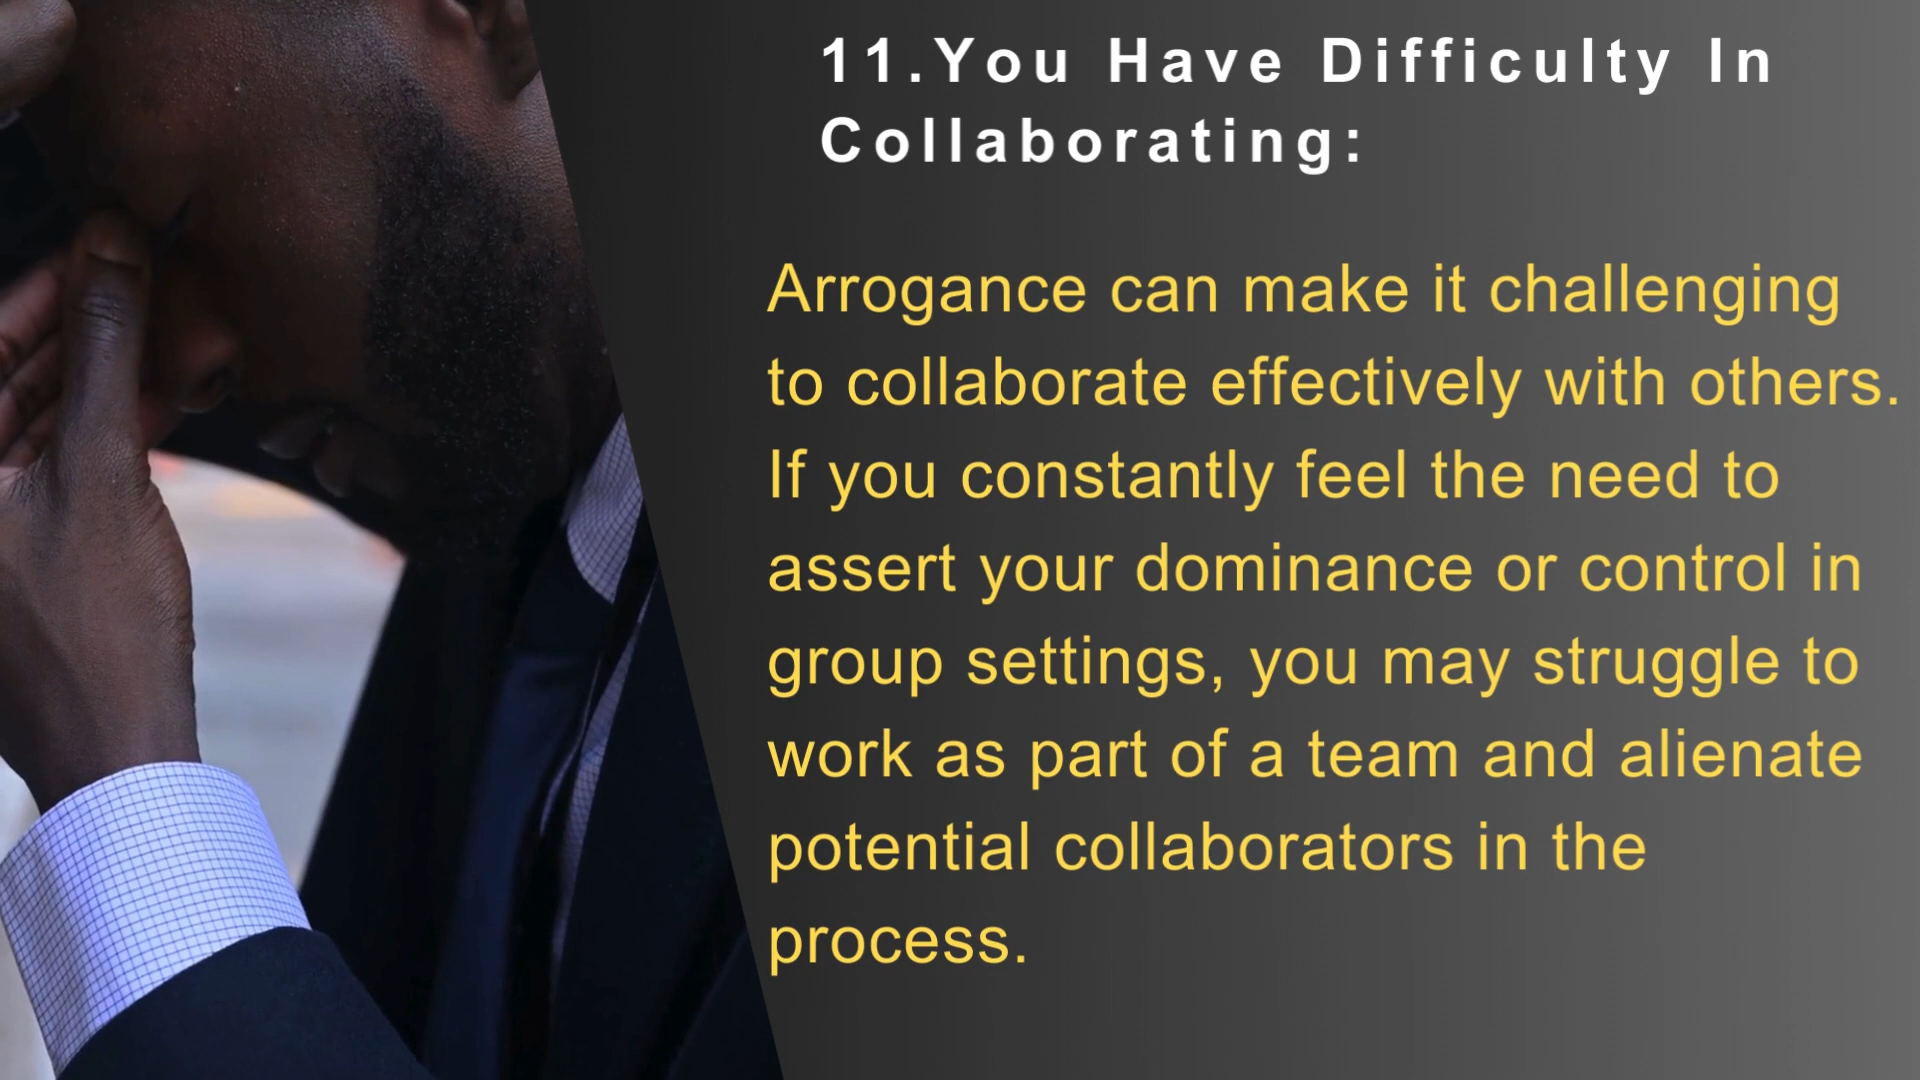 11.You Have Difficulty In
Collaborating:
Arrogance can make it challenging
to collaborate effectively with others.
If you constantly feel the need to
assert your dominance or control in
group settings, you may struggle to
work as part of a team and alienate
potential collaborators in the
process.